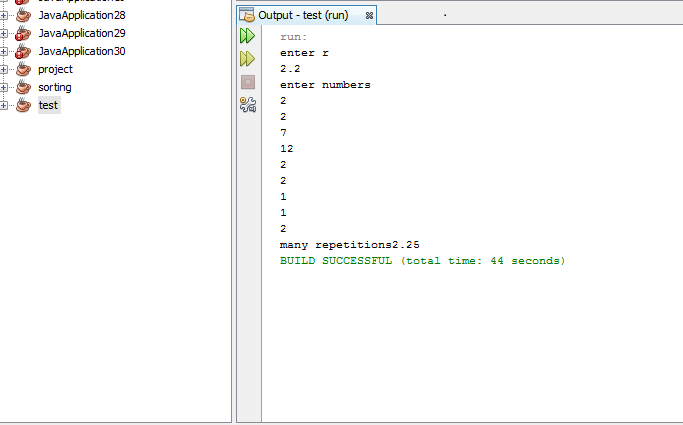 JavaApplication28
JavaApplication29
JavaApplication30
project
sorting
test
Output - test (run)
run:
enter r
2.2
enter numbers
2
2
7
12
2
2
1
1
2
many repetitions2.25
BUILD SUCCESSFUL (total time: 44 seconds)